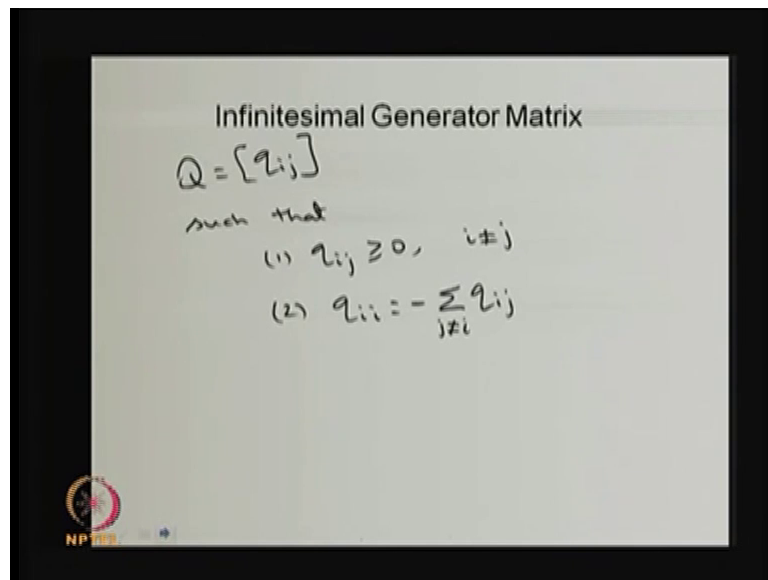 Infinitesimal Generator Matrix
Q = [qij]
such that
(1) qij ≥ 0, i ≠ j
(2) qii = - Σ qij
j≠i
NPTEL